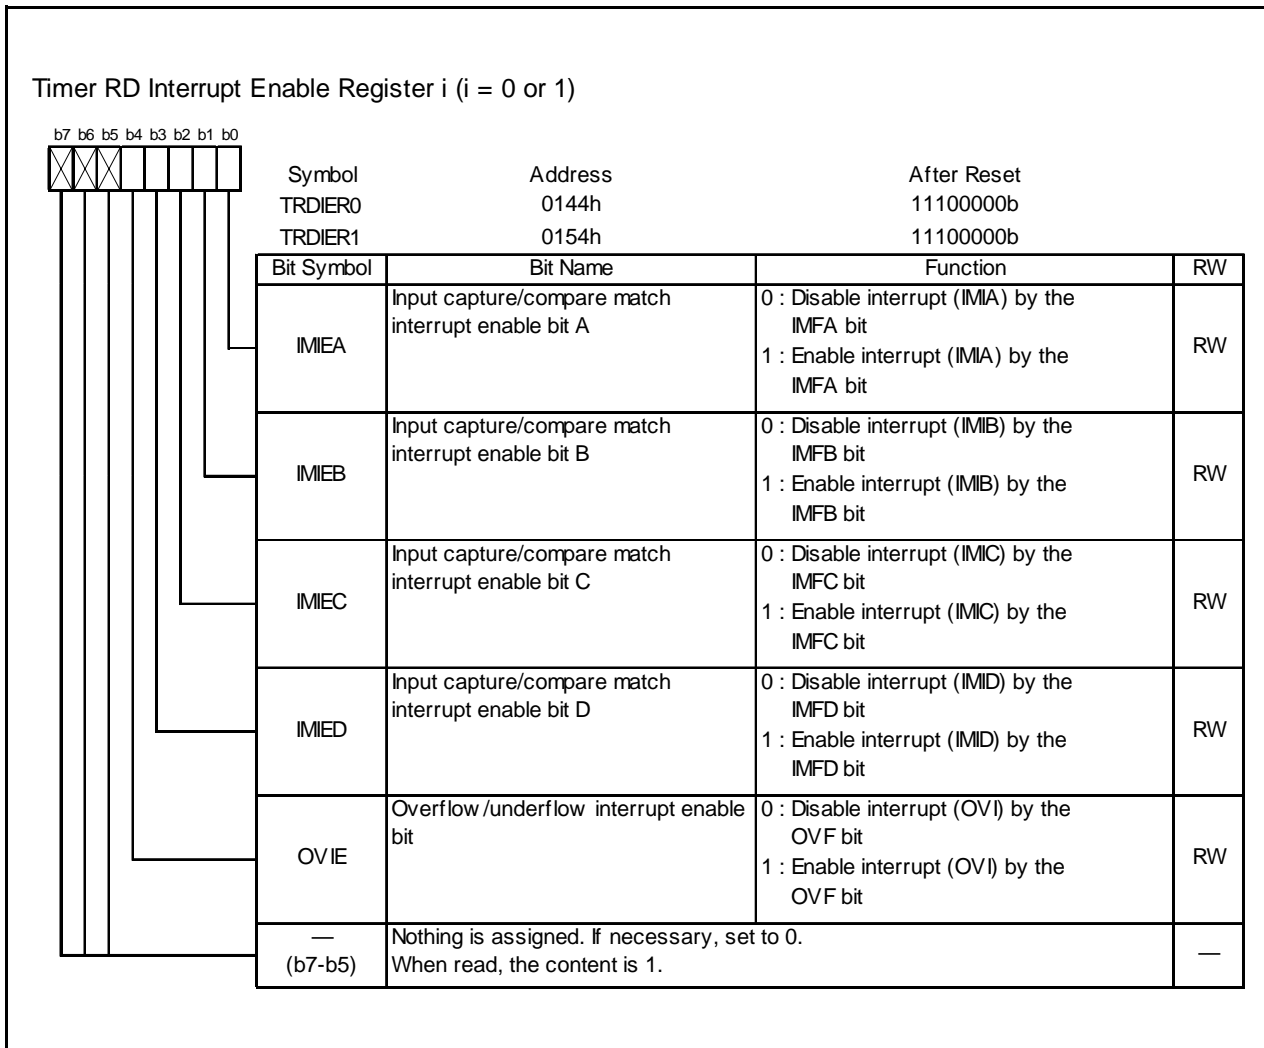 Timer RD Interrupt Enable Register i (i = 0 or 1)
b7 b6 b5 b4 b3 b2 b1 b0
Symbol Address After Reset
TRDIER0 0144h 11100000b
TRDIER1 0154h 11100000b
Bit Symbol Bit Name Function RW
IMIEA
Input capture/compare match
interrupt enable bit A
0 : Disable interrupt (IMIA) by the
IMFA bit
1 : Enable interrupt (IMIA) by the
IMFA bit
RW
IMIEB
Input capture/compare match
interrupt enable bit B
0 : Disable interrupt (IMIB) by the
IMFB bit
1 : Enable interrupt (IMIB) by the
IMFB bit
RW
IMIEC
Input capture/compare match
interrupt enable bit C
0 : Disable interrupt (IMIC) by the
IMFC bit
1 : Enable interrupt (IMIC) by the
IMFC bit
RW
IMIED
Input capture/compare match
interrupt enable bit D
0 : Disable interrupt (IMID) by the
IMFD bit
1 : Enable interrupt (IMID) by the
IMFD bit
RW
OVIE
Overflow/underflow interrupt enable
bit
0 : Disable interrupt (OVI) by the
OVF bit
1 : Enable interrupt (OVI) by the
OVF bit
RW
—
(b7-b5)
Nothing is assigned. If necessary, set to 0.
When read, the content is 1.
—